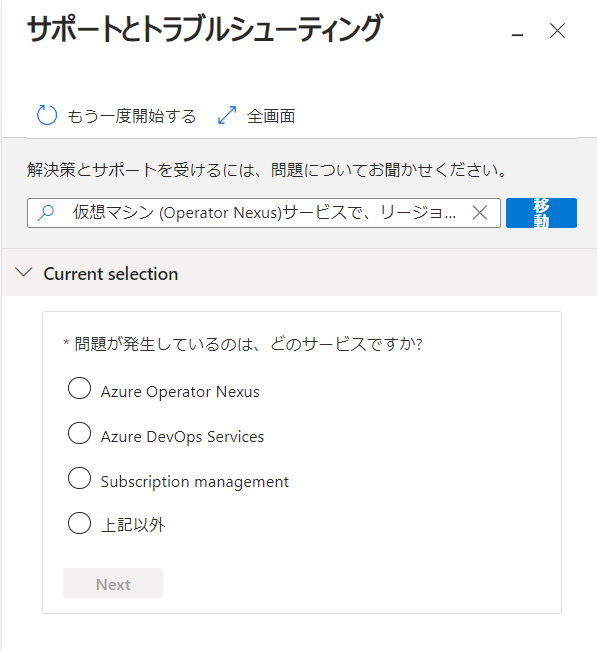 サポートとトラブルシューティング
もう一度開始する 全画面
解決策とサポートを受けるには、問題についてお聞かせください。
仮想マシン (Operator Nexus)サービスで、リージョ... 移動
Current selection
* 問題が発生しているのは、どのサービスですか?
Azure Operator Nexus
Azure DevOps Services
Subscription management
上記以外
Next